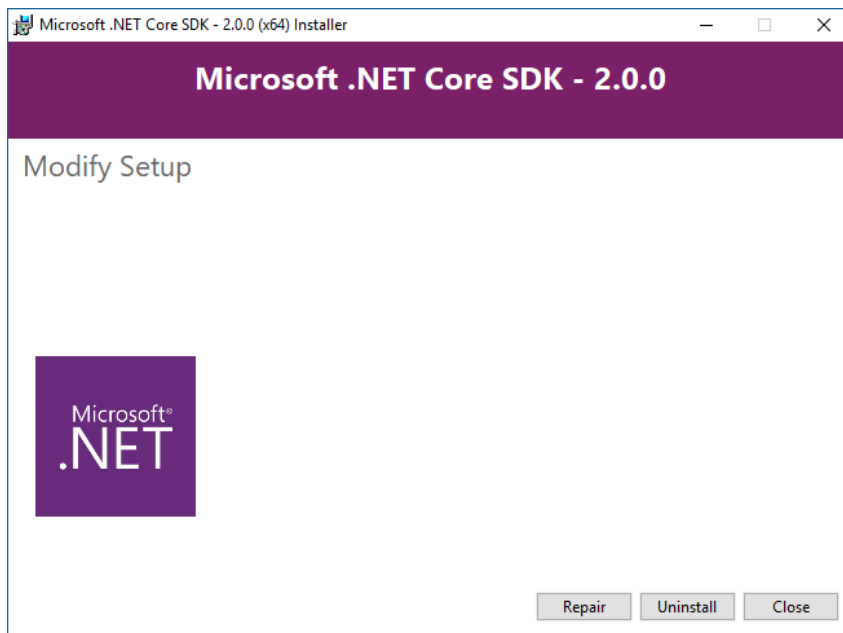 Microsoft .NET Core SDK - 2.0.0 (x64) Installer
Microsoft .NET Core SDK - 2.0.0
Modify Setup
Microsoft®
.NET
Repair Uninstall Close